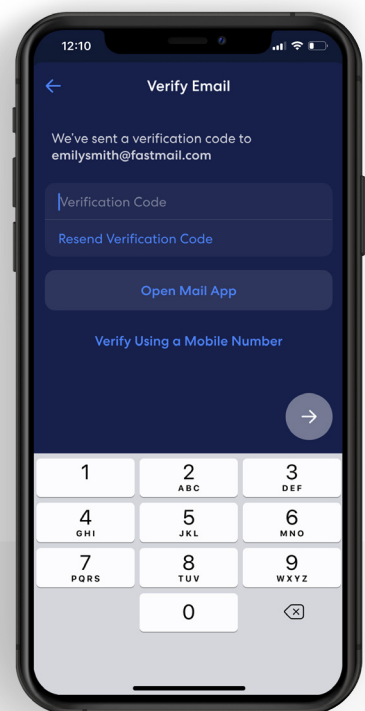 12:10
Verify Email
We've sent a verification code to
emilysmith@fastmail.com
Verification Code
Resend Verification Code
Open Mail App
Verify Using a Mobile Number
1
2
ABC
3
DEF
4
GHI
5
JKL
6
MNO
7
PQRS
8
TUV
9
WXYZ
0